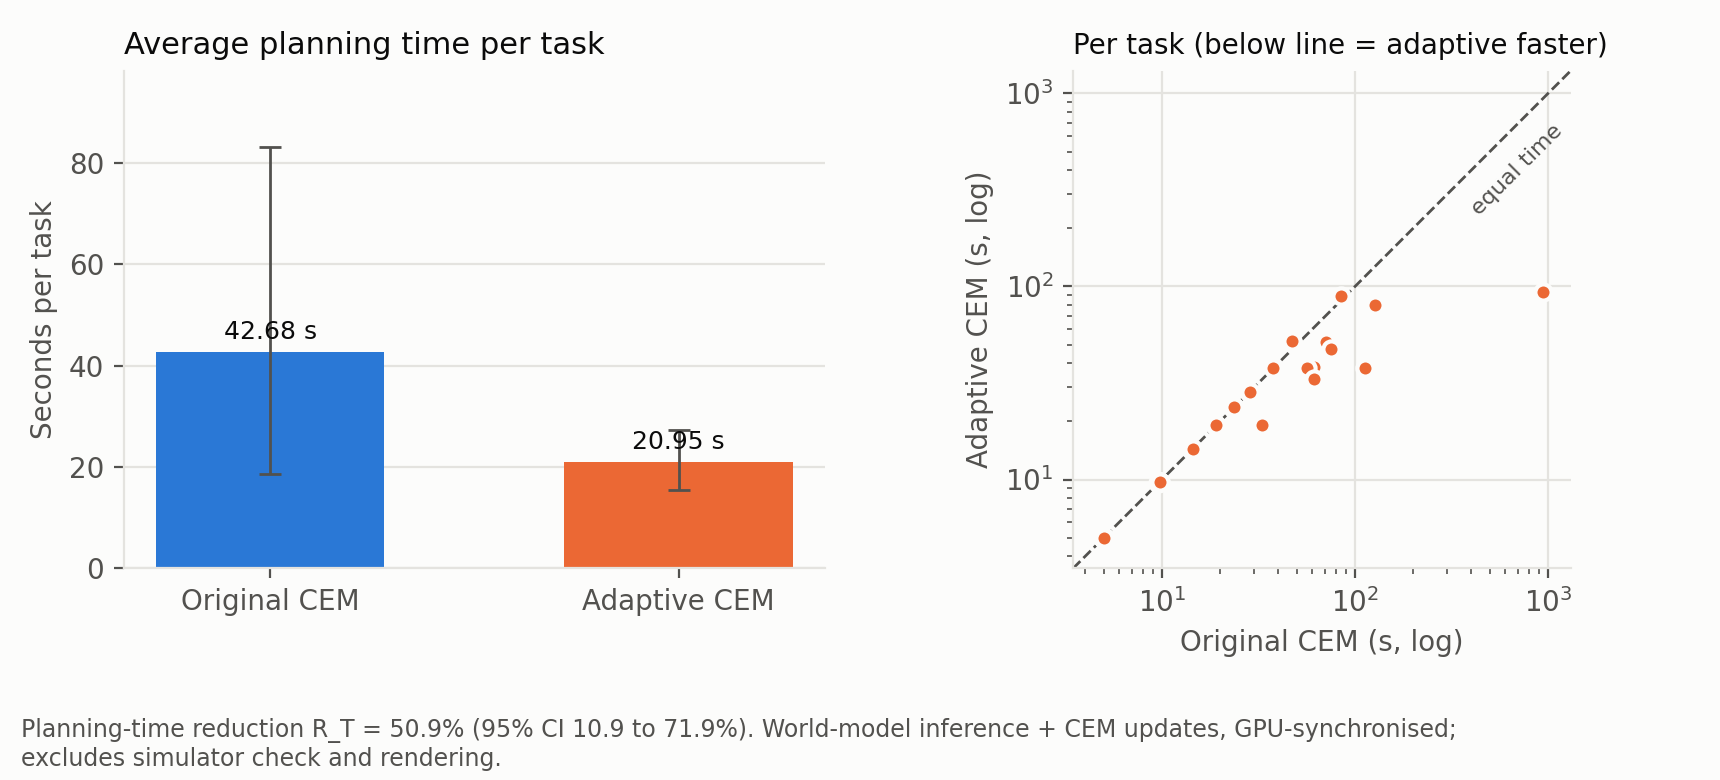 Average planning time per task
Seconds per task
80
60
40
20
0
42.68 s
20.95 s
Original CEM
Adaptive CEM
Per task (below line = adaptive faster)
Adaptive CEM (s, log)
10³
10²
10¹
equal time
10¹
10²
10³
Original CEM (s, log)
Planning-time reduction R_T = 50.9% (95% CI 10.9 to 71.9%). World-model inference + CEM updates, GPU-synchronised;
excludes simulator check and rendering.